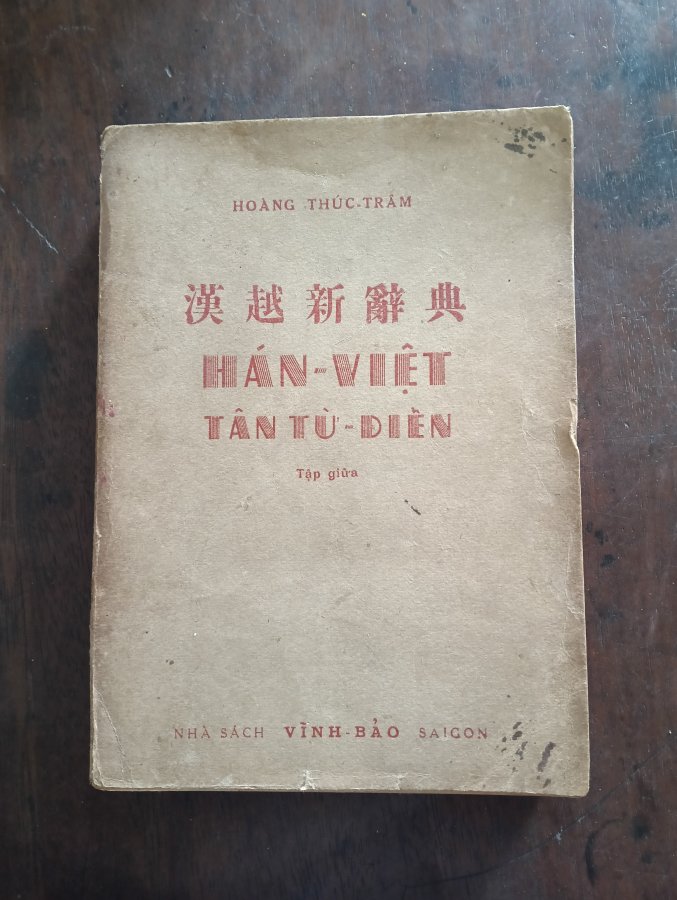 HOÀNG THÚC-TRÂM
漢越新辭典
HÁN-VIỆT
TÂN TỪ-ĐIỂN
Tập giữa
NHÀ SÁCH VĨNH-BẢO SAIGON